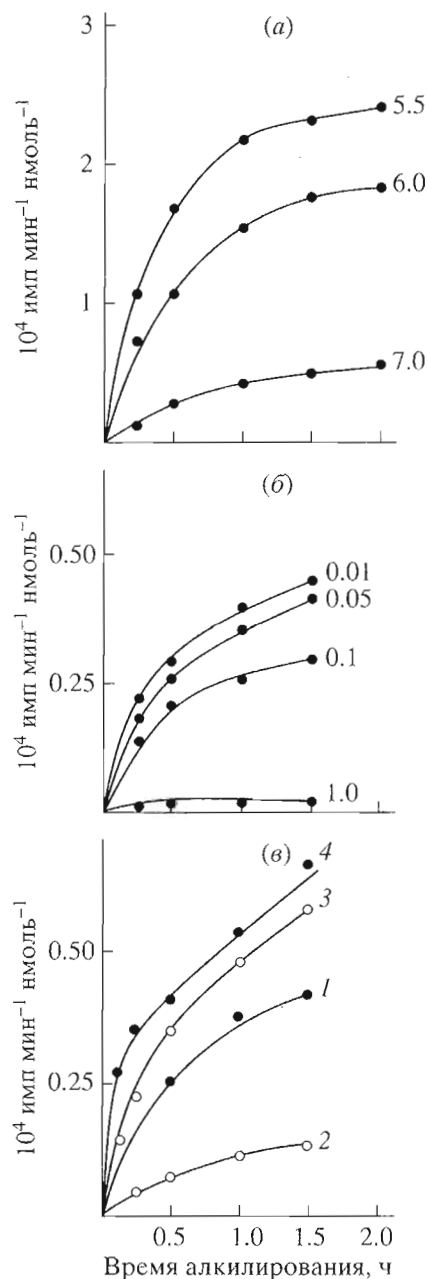 (а)
3
2
1
10⁴ имп мин⁻¹ нмоль⁻¹
5.5
6.0
7.0
(б)
0.50
0.25
10⁴ имп мин⁻¹ нмоль⁻¹
0.01
0.05
0.1
1.0
(в)
0.50
0.25
10⁴ имп мин⁻¹ нмоль⁻¹
4
3
1
2
0.5 1.0 1.5 2.0
Время алкилирования, ч